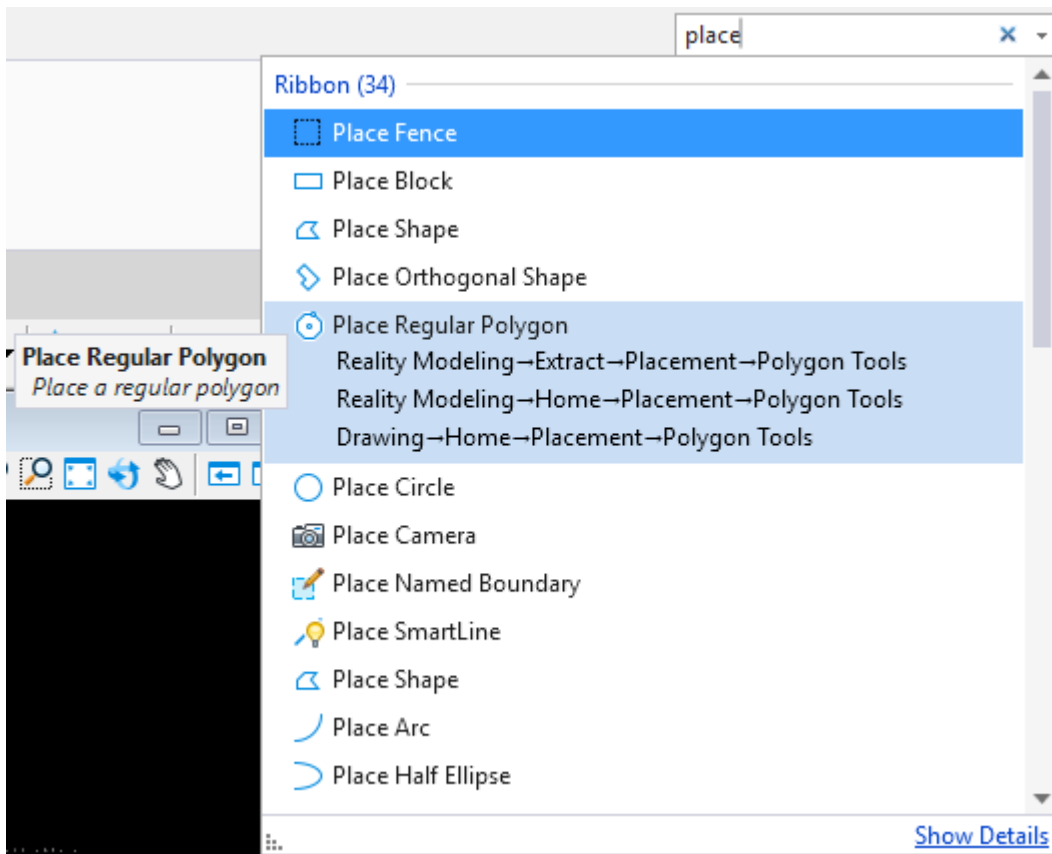 place
Ribbon (34)
Place Fence
Place Block
Place Shape
Place Orthogonal Shape
Place Regular Polygon
Reality Modeling→Extract→Placement→Polygon Tools
Reality Modeling→Home→Placement→Polygon Tools
Drawing→Home→Placement→Polygon Tools
Place Regular Polygon
Place a regular polygon
Place Circle
Place Camera
Place Named Boundary
Place SmartLine
Place Shape
Place Arc
Place Half Ellipse
Show Details